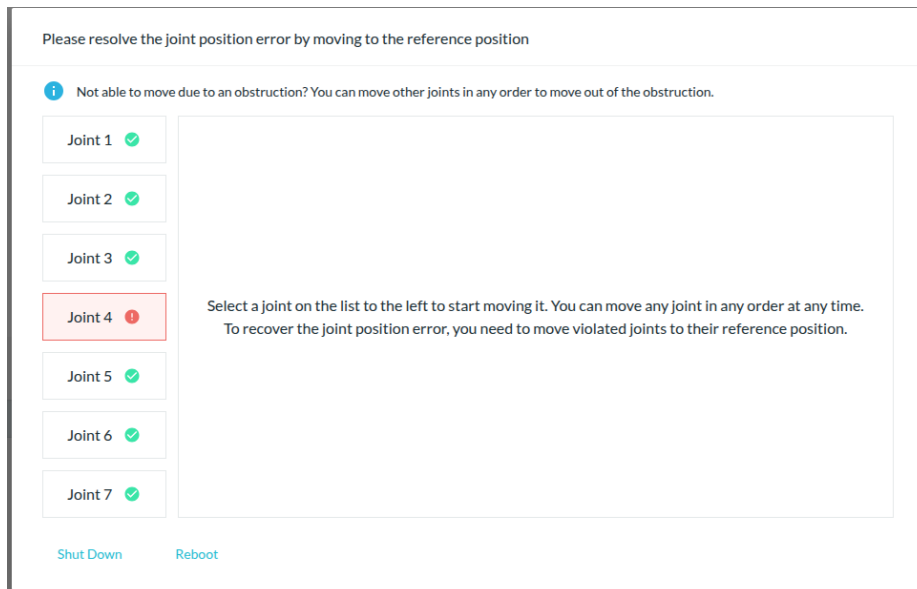 Please resolve the joint position error by moving to the reference position
Not able to move due to an obstruction? You can move other joints in any order to move out of the obstruction.
Joint 1
Joint 2
Joint 3
Joint 4
Select a joint on the list to the left to start moving it. You can move any joint in any order at any time.
To recover the joint position error, you need to move violated joints to their reference position.
Joint 5
Joint 6
Joint 7
Shut Down
Reboot